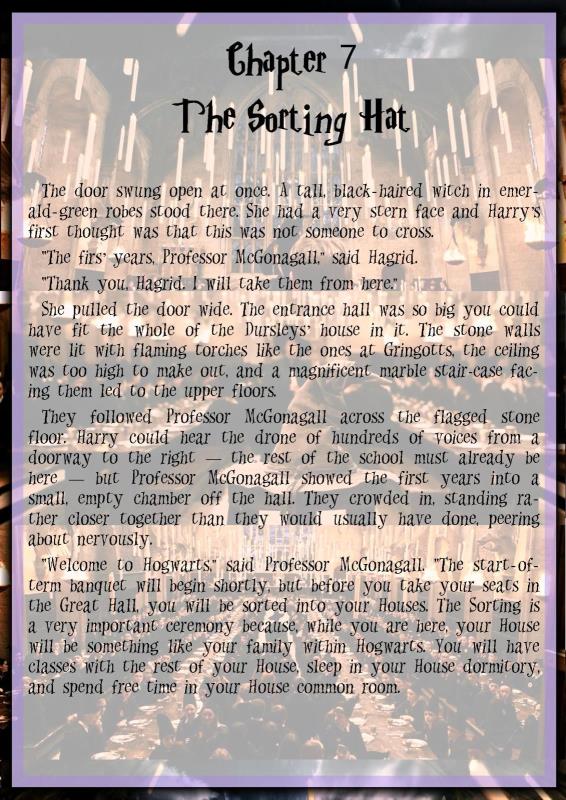 Chapter 7
The Sorting Hat
The door swung open at once. A tall, black-haired witch in emer-
ald-green robes stood there. She had a very stern face and Harry's
first thought was that this was not someone to cross.
"The firs' years, Professor McGonagall," said Hagrid.
"Thank you, Hagrid. I will take them from here."
She pulled the door wide. The entrance hall was so big you could
have fit the whole of the Dursleys' house in it. The stone walls
were lit with flaming torches like the ones at Gringotts, the ceiling
was too high to make out, and a magnificent marble stair-case fac-
ing them led to the upper floors.
They followed Professor McGonagall across the flagged stone
floor. Harry could hear the drone of hundreds of voices from a
doorway to the right — the rest of the school must already be
here — but Professor McGonagall showed the first years into a
small, empty chamber off the hall. They crowded in, standing ra-
ther closer together than they would usually have done, peering
about nervously.
"Welcome to Hogwarts," said Professor McGonagall. "The start-of-
term banquet will begin shortly, but before you take your seats in
the Great Hall, you will be sorted into your Houses. The Sorting is
a very important ceremony because, while you are here, your House
will be something like your family within Hogwarts. You will have
classes with the rest of your House, sleep in your House dormitory,
and spend free time in your House common room.